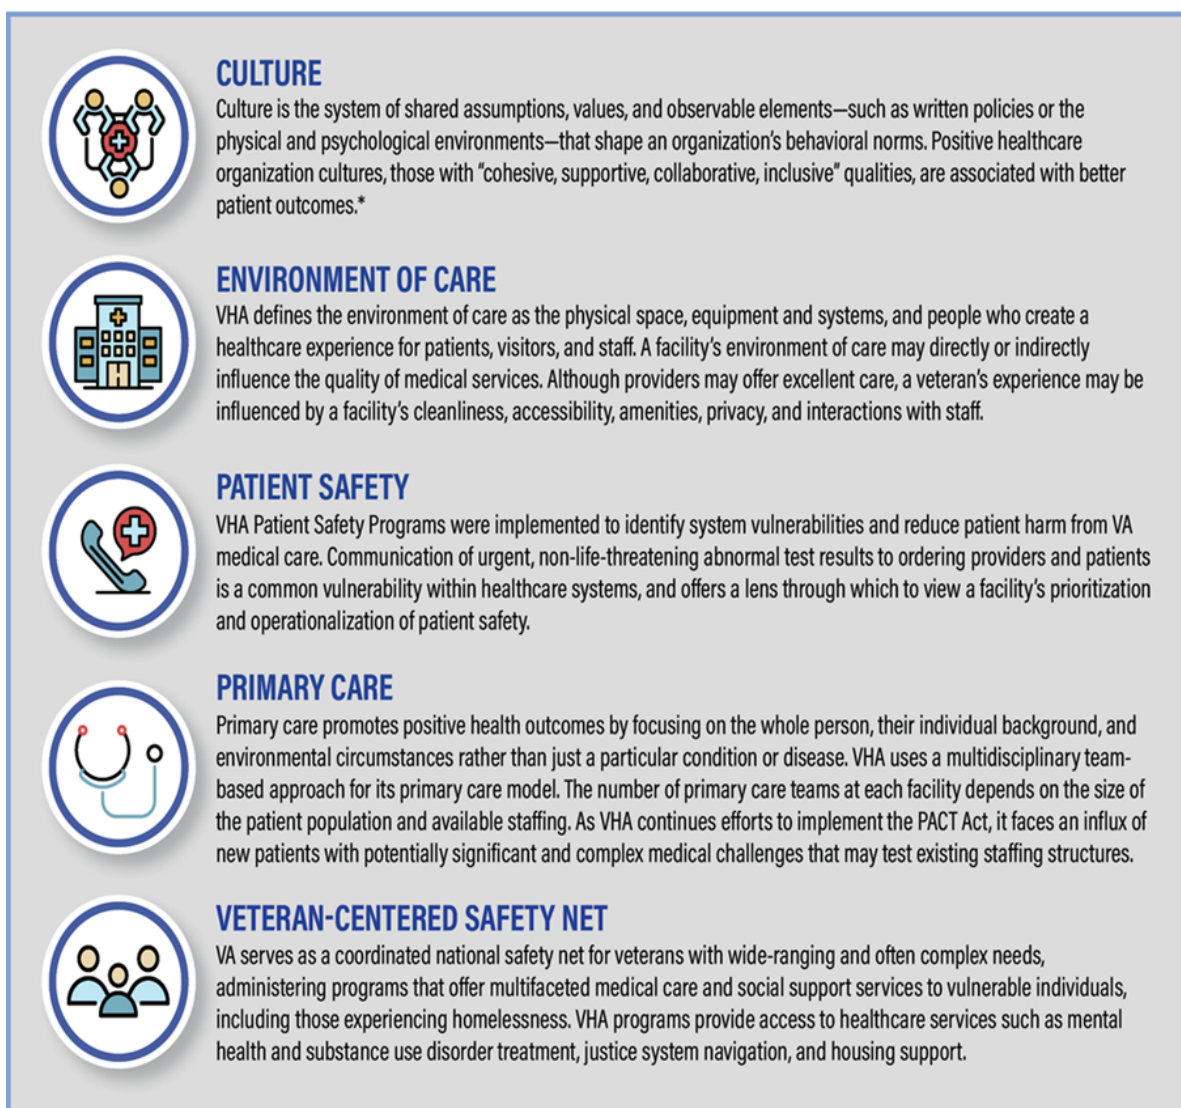 CULTURE
Culture is the system of shared assumptions, values, and observable elements—such as written policies or the
physical and psychological environments—that shape an organization's behavioral norms. Positive healthcare
organization cultures, those with "cohesive, supportive, collaborative, inclusive" qualities, are associated with better
patient outcomes.*
ENVIRONMENT OF CARE
VHA defines the environment of care as the physical space, equipment and systems, and people who create a
healthcare experience for patients, visitors, and staff. A facility's environment of care may directly or indirectly
influence the quality of medical services. Although providers may offer excellent care, a veteran's experience may be
influenced by a facility's cleanliness, accessibility, amenities, privacy, and interactions with staff.
PATIENT SAFETY
VHA Patient Safety Programs were implemented to identify system vulnerabilities and reduce patient harm from VA
medical care. Communication of urgent, non-life-threatening abnormal test results to ordering providers and patients
is a common vulnerability within healthcare systems, and offers a lens through which to view a facility's prioritization
and operationalization of patient safety.
PRIMARY CARE
Primary care promotes positive health outcomes by focusing on the whole person, their individual background, and
environmental circumstances rather than just a particular condition or disease. VHA uses a multidisciplinary team-
based approach for its primary care model. The number of primary care teams at each facility depends on the size of
the patient population and available staffing. As VHA continues efforts to implement the PACT Act, it faces an influx of
new patients with potentially significant and complex medical challenges that may test existing staffing structures.
VETERAN-CENTERED SAFETY NET
VA serves as a coordinated national safety net for veterans with wide-ranging and often complex needs,
administering programs that offer multifaceted medical care and social support services to vulnerable individuals,
including those experiencing homelessness. VHA programs provide access to healthcare services such as mental
health and substance use disorder treatment, justice system navigation, and housing support.